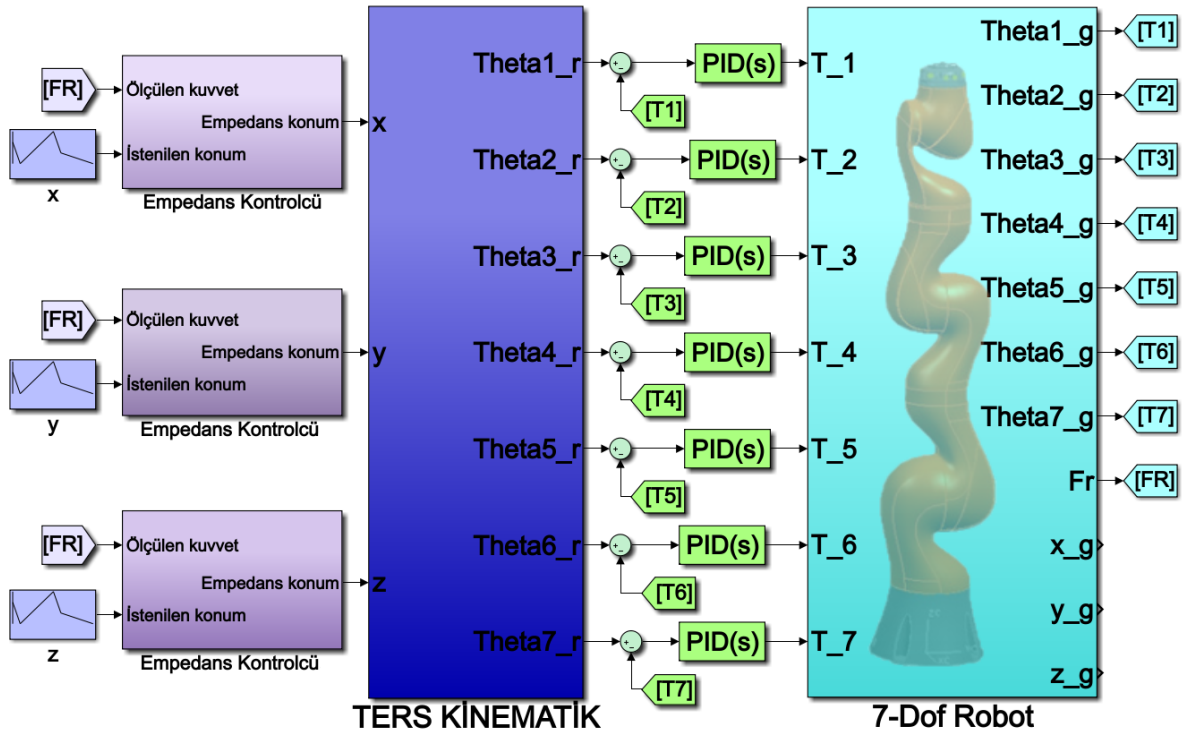 [FR]
Ölçülen kuvvet
Empedans konum
İstenilen konum
x
Empedans Kontrolcü
[FR]
Ölçülen kuvvet
Empedans konum
İstenilen konum
y
Empedans Kontrolcü
[FR]
Ölçülen kuvvet
Empedans konum
İstenilen konum
z
Empedans Kontrolcü
x
y
z
Theta1_r
Theta2_r
Theta3_r
Theta4_r
Theta5_r
Theta6_r
Theta7_r
TERS KİNEMATİK
PID(s)
[T1]
PID(s)
[T2]
PID(s)
[T3]
PID(s)
[T4]
PID(s)
[T5]
PID(s)
[T6]
PID(s)
[T7]
T_1
T_2
T_3
T_4
T_5
T_6
T_7
Theta1_g
Theta2_g
Theta3_g
Theta4_g
Theta5_g
Theta6_g
Theta7_g
Fr
x_g
y_g
z_g
7-Dof Robot
[T1]
[T2]
[T3]
[T4]
[T5]
[T6]
[T7]
[FR]